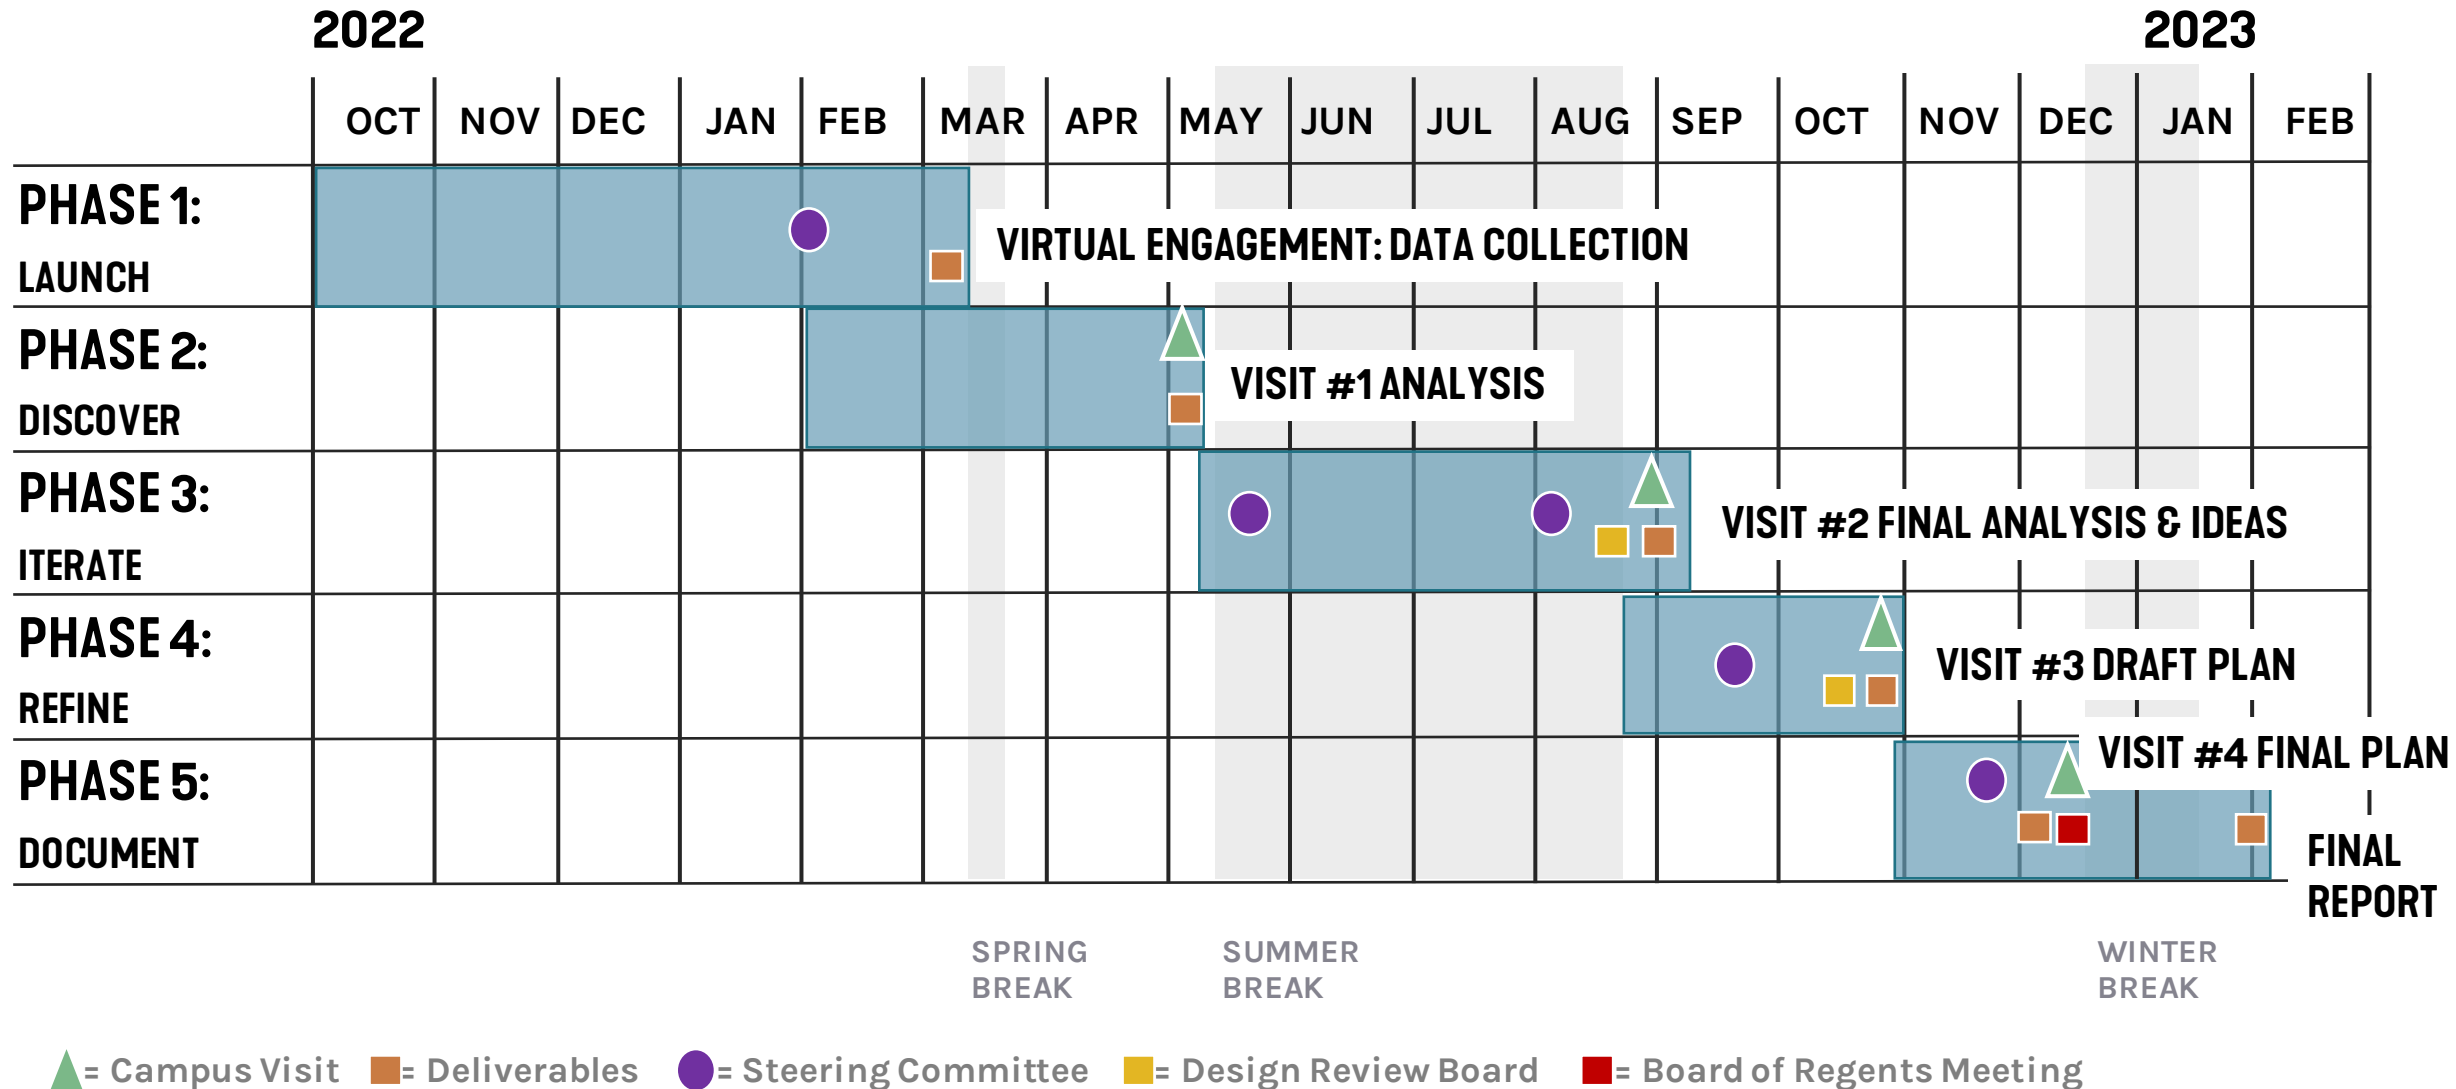 2022 2023
OCT NOV DEC JAN FEB MAR APR MAY JUN JUL AUG SEP OCT NOV DEC JAN FEB
PHASE 1:
LAUNCH
VIRTUAL ENGAGEMENT: DATA COLLECTION
PHASE 2:
DISCOVER
VISIT #1 ANALYSIS
PHASE 3:
ITERATE
VISIT #2 FINAL ANALYSIS & IDEAS
PHASE 4:
REFINE
VISIT #3 DRAFT PLAN
PHASE 5:
DOCUMENT
VISIT #4 FINAL PLAN
FINAL
REPORT
SPRING
BREAK
SUMMER
BREAK
WINTER
BREAK
= Campus Visit = Deliverables = Steering Committee = Design Review Board = Board of Regents Meeting